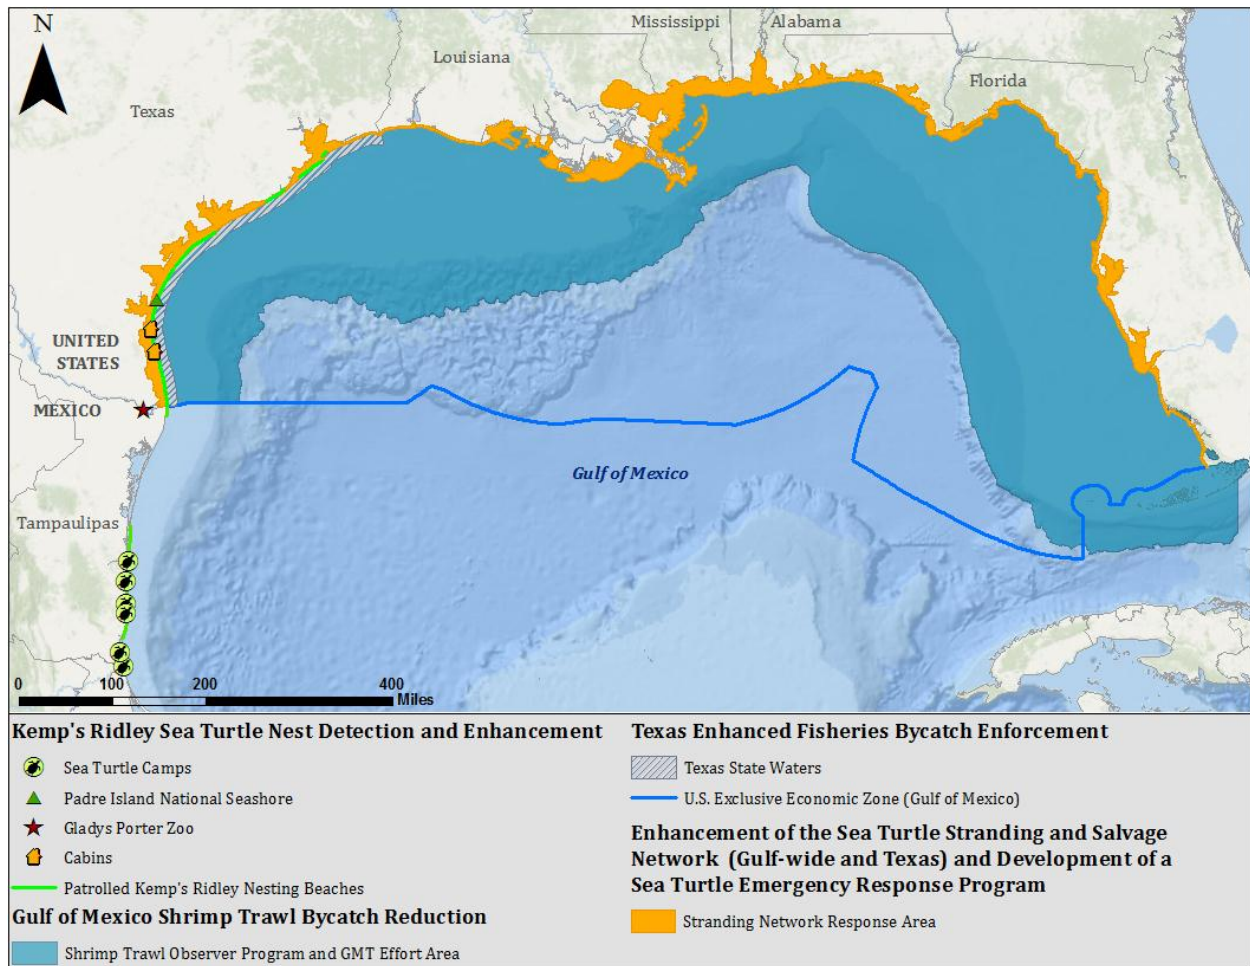 N
Mississippi
Alabama
Louisiana
Florida
Texas
UNITED
STATES
MEXICO
Gulf of Mexico
Tamaulipas
0 100 200 400
Miles
Kemp's Ridley Sea Turtle Nest Detection and Enhancement
Sea Turtle Camps
Padre Island National Seashore
Gladys Porter Zoo
Cabins
Patrolled Kemp's Ridley Nesting Beaches
Gulf of Mexico Shrimp Trawl Bycatch Reduction
Shrimp Trawl Observer Program and GMT Effort Area
Texas Enhanced Fisheries Bycatch Enforcement
Texas State Waters
U.S. Exclusive Economic Zone (Gulf of Mexico)
Enhancement of the Sea Turtle Stranding and Salvage
Network (Gulf-wide and Texas) and Development of a
Sea Turtle Emergency Response Program
Stranding Network Response Area